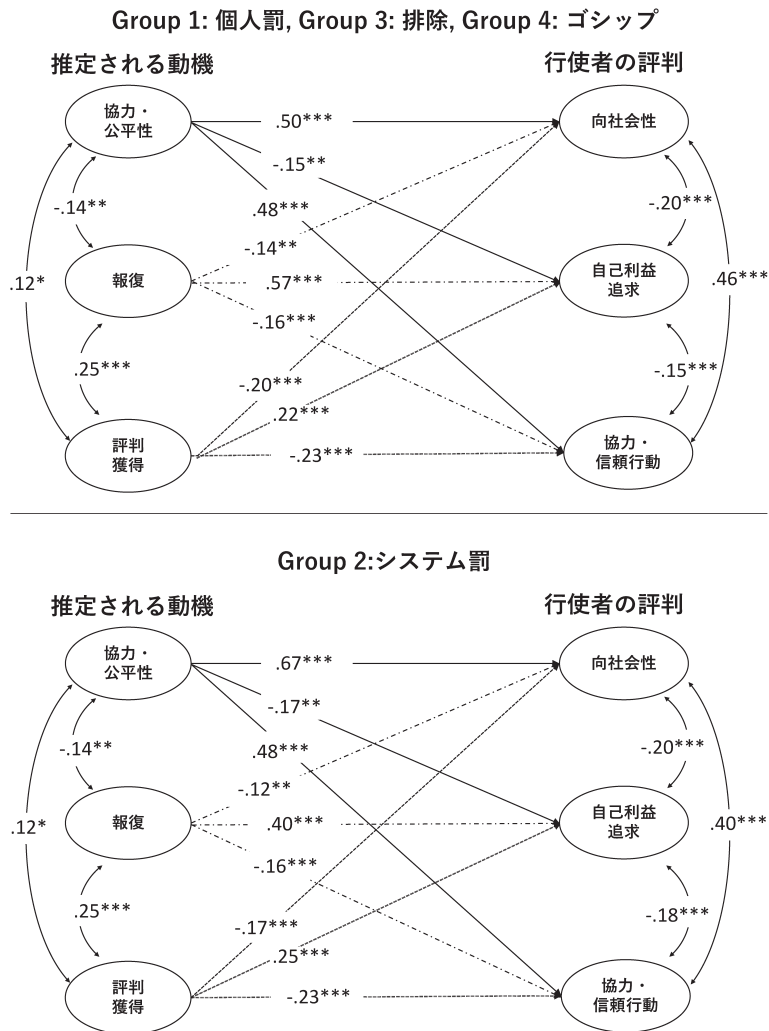 Group 1: 個人罰, Group 3: 排除, Group 4: ゴシップ
推定される動機
行使者の評判
協力・
公平性
.50***
向社会性
-.15**
.48***
-.14**
-.20***
-.14**
.12*
報復
.57***
自己利益
追求
.46***
-.16***
.25***
-.15***
-.20***
.22***
評判
獲得
-.23***
協力・
信頼行動
Group 2:システム罰
推定される動機
行使者の評判
協力・
公平性
.67***
向社会性
-.17**
.48***
-.14**
-.20***
-.12**
.12*
報復
.40***
自己利益
追求
.40***
-.16***
.25***
-.18***
-.17***
.25***
評判
獲得
-.23***
協力・
信頼行動